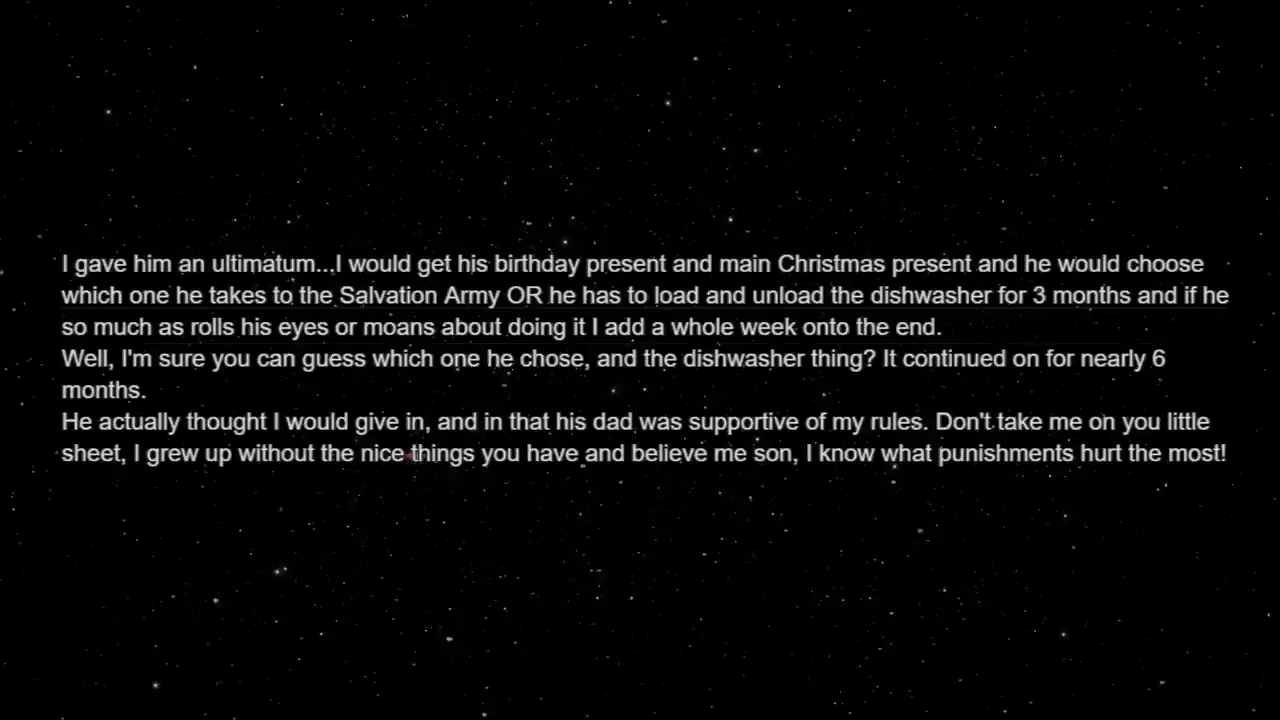 I gave him an ultimatum...I would get his birthday present and main Christmas present and he would choose
which one he takes to the Salvation Army OR he has to load and unload the dishwasher for 3 months and if he
so much as rolls his eyes or moans about doing it I add a whole week onto the end.
Well, I'm sure you can guess which one he chose, and the dishwasher thing? It continued on for nearly 6
months.
He actually thought I would give in, and in that his dad was supportive of my rules. Don't take me on you little
sheet, I grew up without the nice things you have and believe me son, I know what punishments hurt the most!